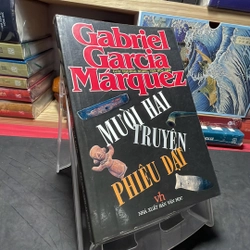 Gabriel
García
Márquez
MƯỜI HAI
TRUYỆN
PHIÊU DẠT
vh
NHÀ XUẤT BẢN VĂN HỌC